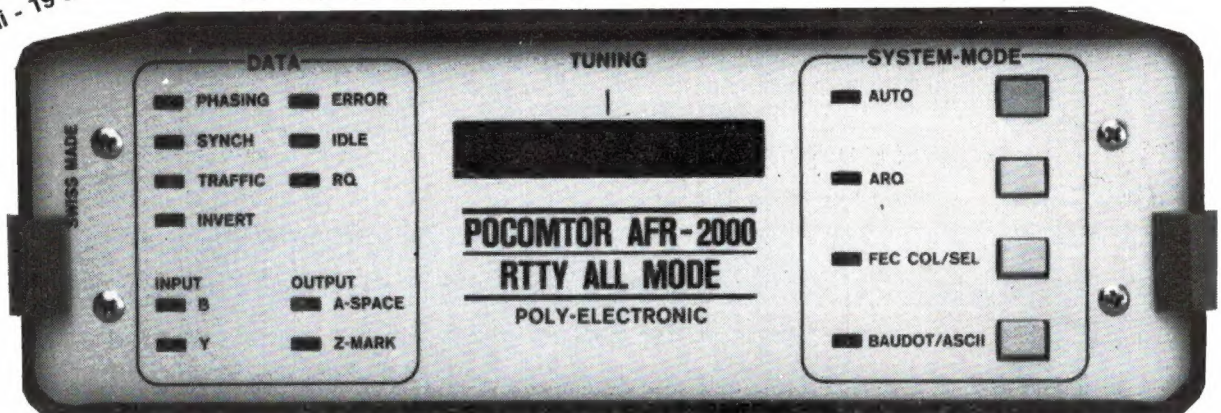 DATA
PHASING ERROR
SYNCH IDLE
TRAFFIC RQ
INVERT
INPUT OUTPUT
B A-SPACE
Y Z-MARK
SWISS MADE
TUNING
POCOMTOR AFR-2000
RTTY ALL MODE
POLY-ELECTRONIC
SYSTEM-MODE
AUTO
ARQ
FEC COL/SEL
BAUDOT/ASCII